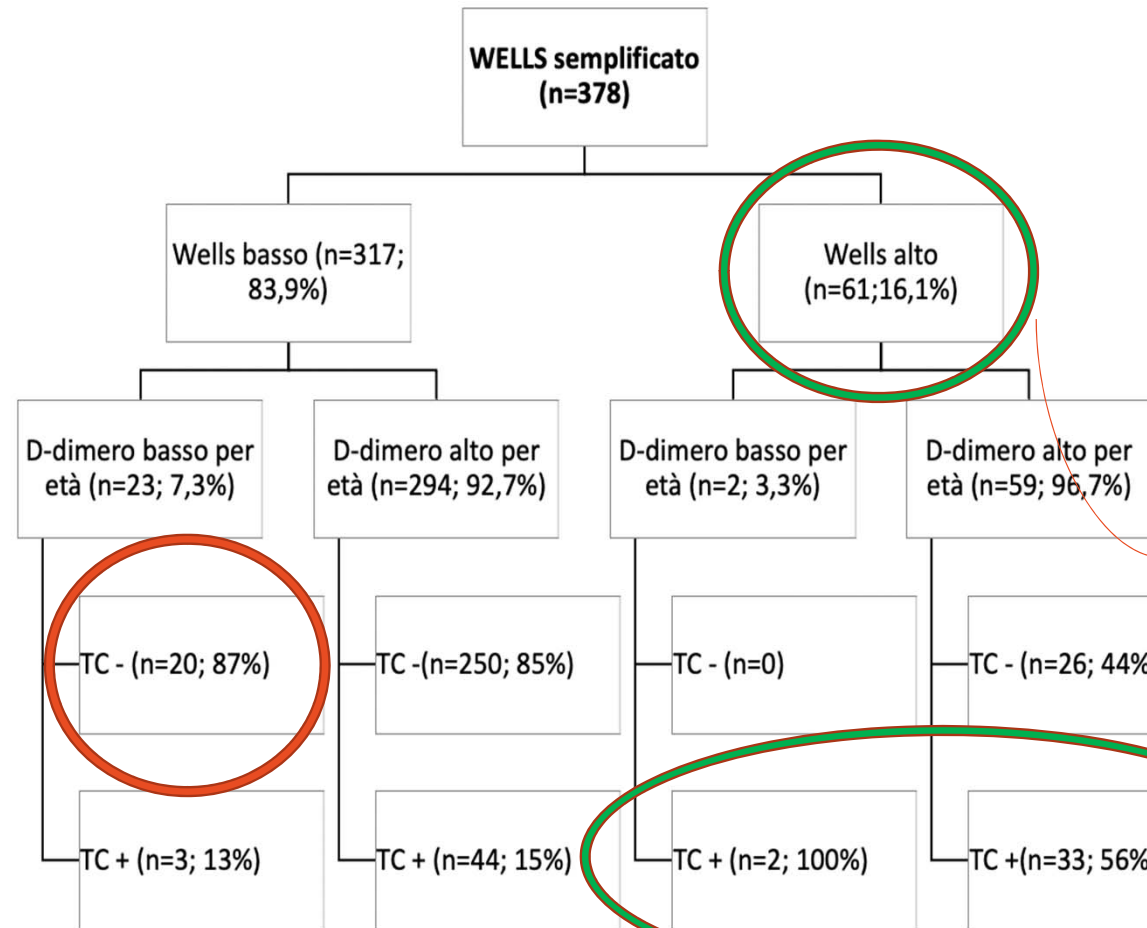 WELLS semplificato
(n=378)
Wells basso (n=317;
83,9%)
Wells alto
(n=61;16,1%)
D-dimero basso per
età (n=23; 7,3%)
D-dimero alto per
età (n=294; 92,7%)
D-dimero basso per
età (n=2; 3,3%)
D-dimero alto per
età (n=59; 96,7%)
TC - (n=20; 87%)
TC -(n=250; 85%)
TC - (n=0)
TC - (n=26; 44%
TC + (n=3; 13%)
TC + (n=44; 15%)
TC + (n=2; 100%)
TC +(n=33; 56%